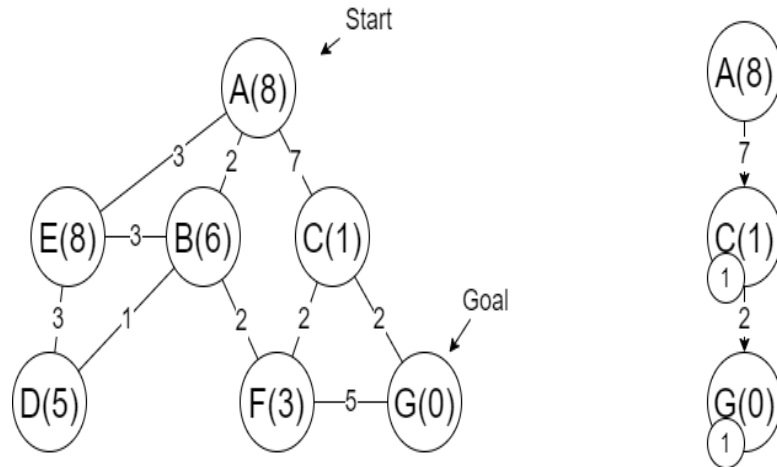 Start
A(8)
3
2
7
E(8)
3
B(6)
C(1)
3
1
2
2
2
Goal
D(5)
F(3)
5
G(0)
A(8)
7
C(1)
1
2
G(0)
1